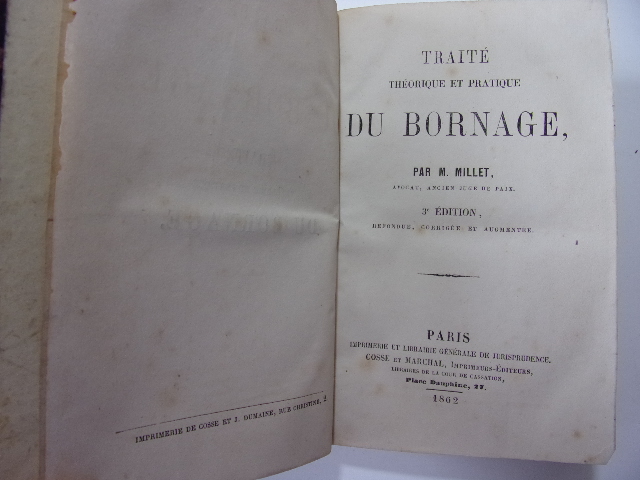 IMPRIMERIE DE COSSE ET J. DUMAINE, RUE CHRISTINE, 2
TRAITÉ
THÉORIQUE ET PRATIQUE
DU BORNAGE,
PAR M. MILLET,
AVOCAT, ANCIEN JUGE DE PAIX.
3e ÉDITION,
REFONDUE, CORRIGÉE ET AUGMENTÉE.
PARIS
IMPRIMERIE ET LIBRAIRIE GÉNÉRALE DE JURISPRUDENCE.
COSSE ET MARCHAL, IMPRIMEURS-ÉDITEURS,
LIBRAIRES DE LA COUR DE CASSATION,
Place Dauphine, 27.
1862